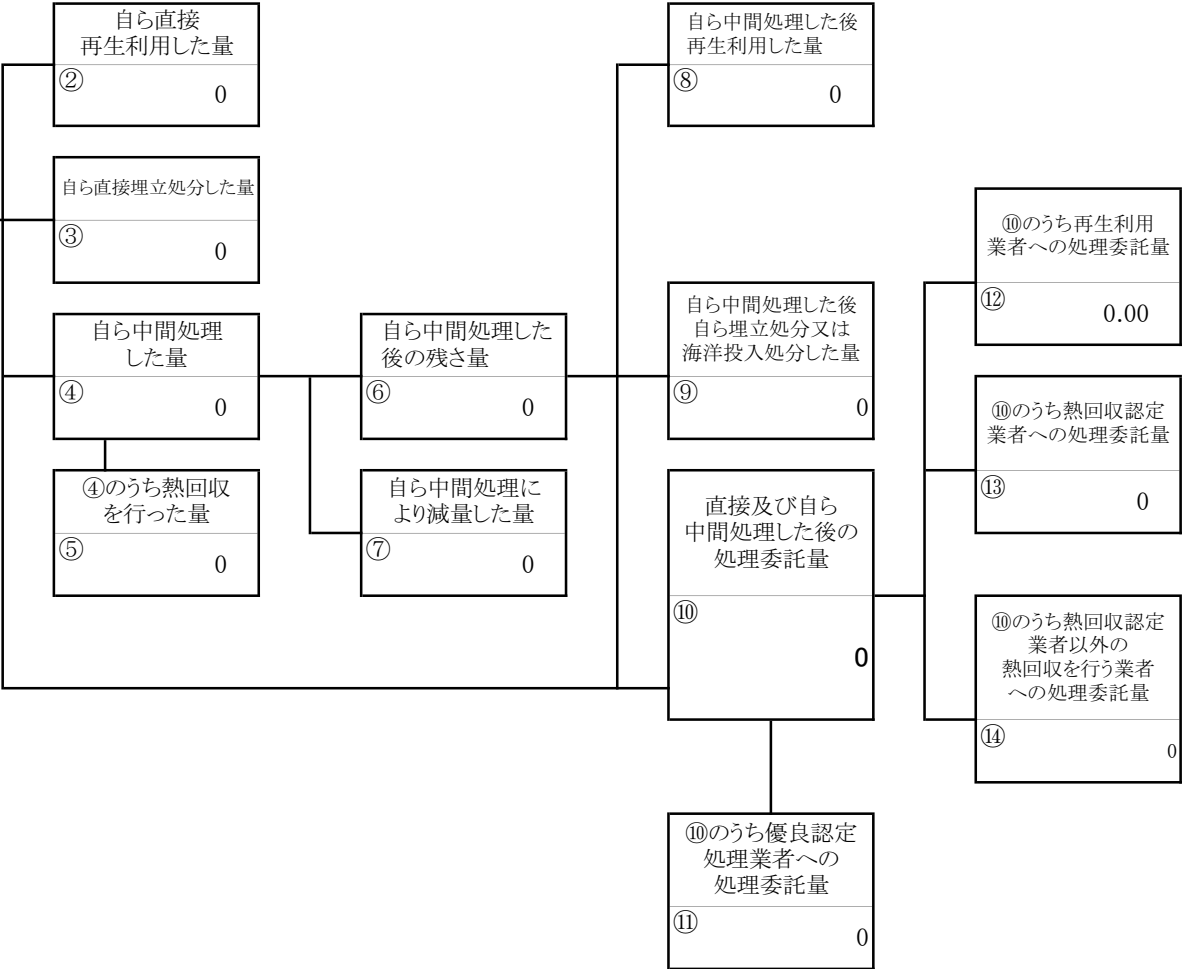 自ら直接
再生利用した量
②
0
自ら直接埋立処分した量
③
0
自ら中間処理
した量
④
0
④のうち熱回収
を行った量
⑤
0
自ら中間処理した
後の残さ量
⑥
0
自ら中間処理に
より減量した量
⑦
0
自ら中間処理した後
再生利用した量
⑧
0
自ら中間処理した後
自ら埋立処分又は
海洋投入処分した量
⑨
0
直接及び自ら
中間処理した後の
処理委託量
⑩
0
⑩のうち優良認定
処理業者への
処理委託量
⑪
0
⑩のうち再生利用
業者への処理委託量
⑫
0.00
⑩のうち熱回収認定
業者への処理委託量
⑬
0
⑩のうち熱回収認定
業者以外の
熱回収を行う業者
への処理委託量
⑭
0